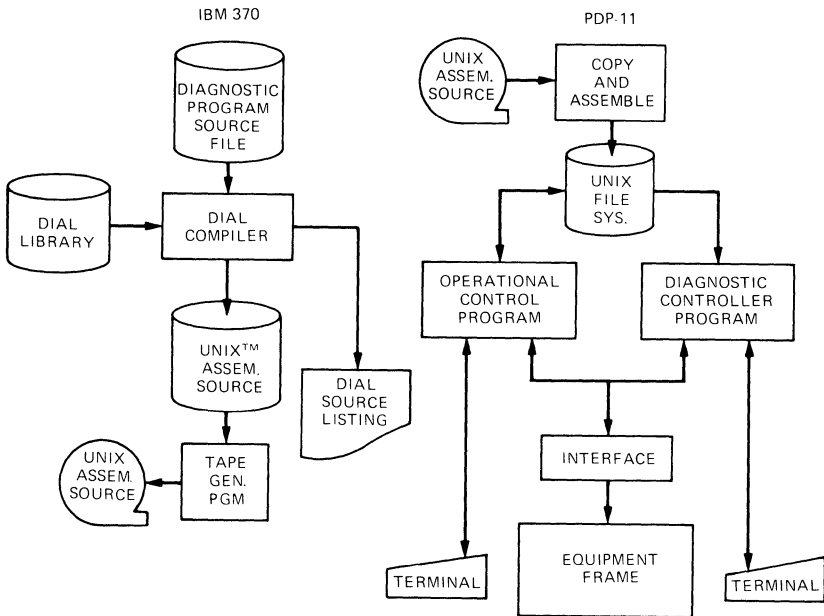 IBM 370
DIAGNOSTIC
PROGRAM
SOURCE
FILE
DIAL
LIBRARY
DIAL
COMPILER
UNIX™
ASSEM.
SOURCE
DIAL
SOURCE
LISTING
UNIX
ASSEM.
SOURCE
TAPE
GEN.
PGM
PDP-11
UNIX
ASSEM.
SOURCE
COPY
AND
ASSEMBLE
UNIX
FILE
SYS.
OPERATIONAL
CONTROL
PROGRAM
DIAGNOSTIC
CONTROLLER
PROGRAM
INTERFACE
EQUIPMENT
FRAME
TERMINAL
TERMINAL